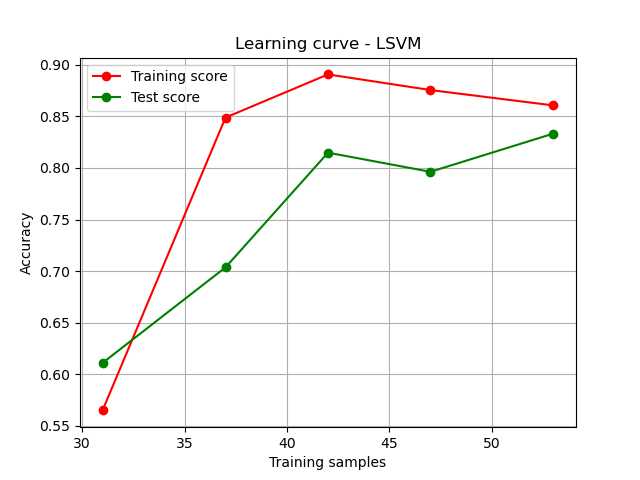 Learning curve - LSVM
Training score
Test score
0.90
0.85
0.80
0.75
0.70
0.65
0.60
0.55
Accuracy
30 35 40 45 50
Training samples